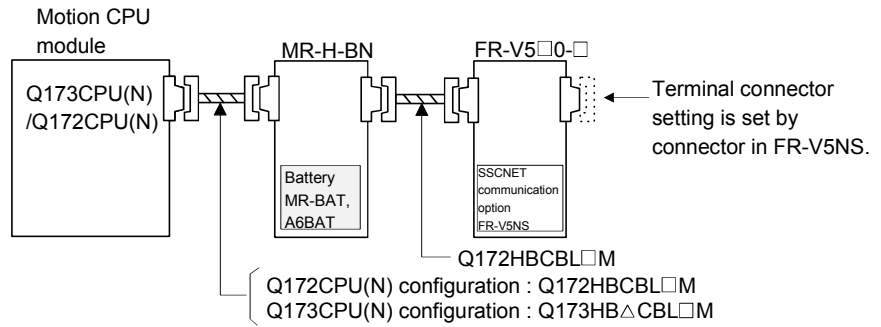 Motion CPU
module
MR-H-BN
FR-V5□0-□
Q173CPU(N)
/Q172CPU(N)
Terminal connector
setting is set by
connector in FR-V5NS.
Battery
MR-BAT,
A6BAT
SSCNET
communication
option
FR-V5NS
Q172HBCBL□M
Q172CPU(N) configuration : Q172HBCBL□M
Q173CPU(N) configuration : Q173HB△CBL□M